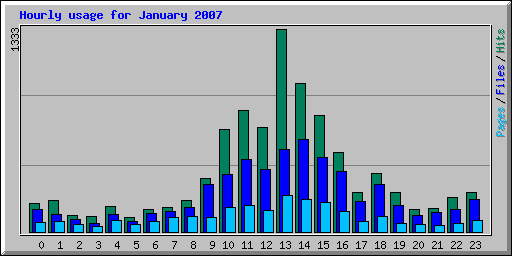 Hourly usage for January 2007
1333
Pages / Files / Hits
0 1 2 3 4 5 6 7 8 9 10 11 12 13 14 15 16 17 18 19 20 21 22 23